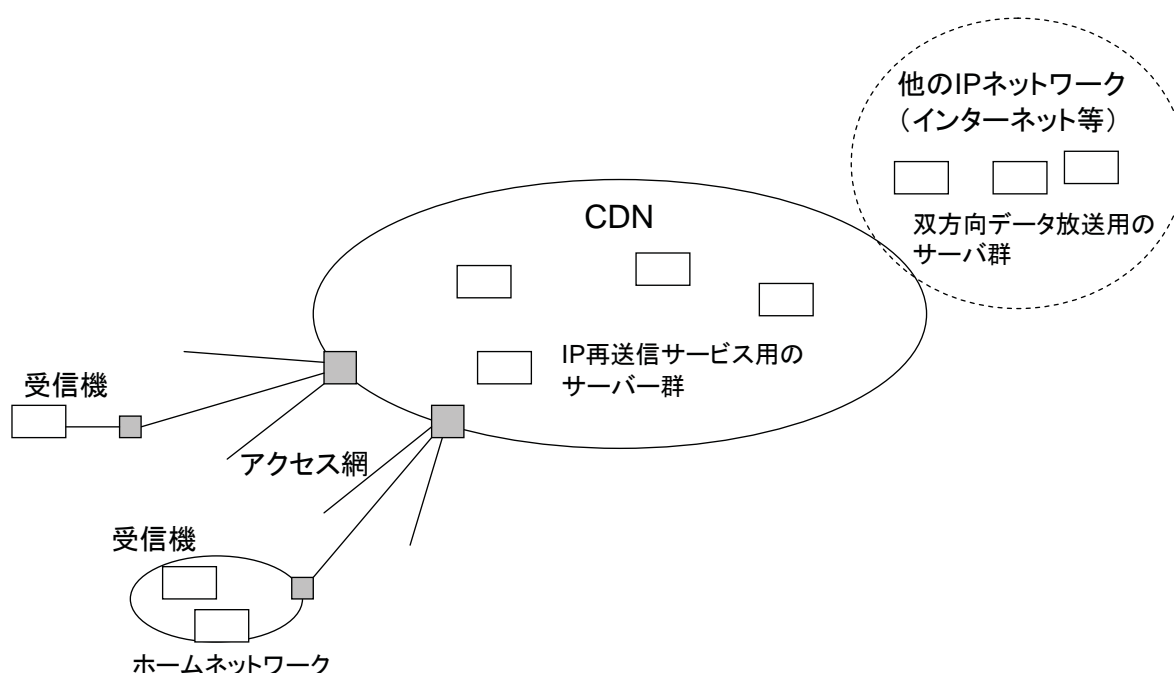 他のIPネットワーク
（インターネット等）
双方向データ放送用の
サーバ群
CDN
IP再送信サービス用の
サーバー群
受信機
アクセス網
受信機
ホームネットワーク